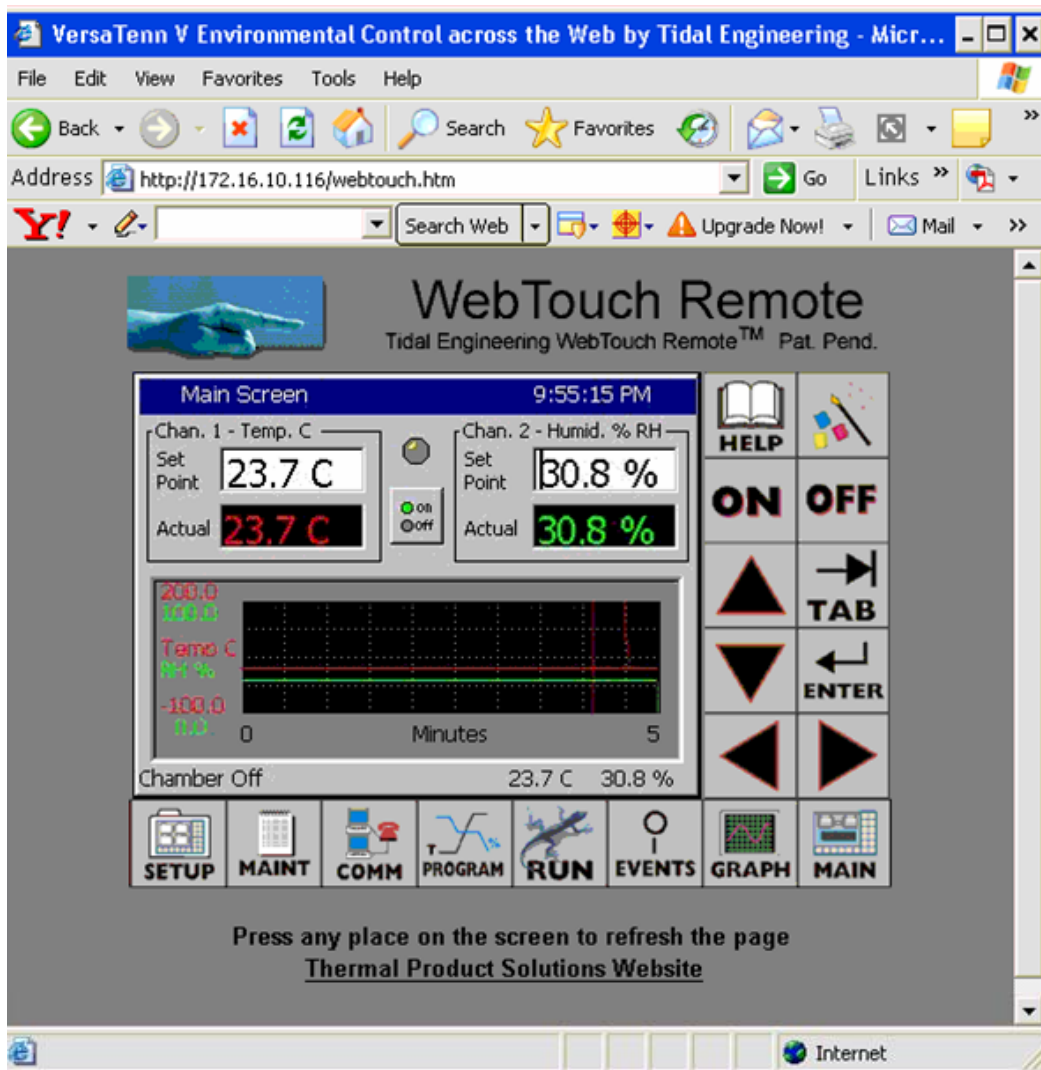 VersaTenn V Environmental Control across the Web by Tidal Engineering - Micr...
File Edit View Favorites Tools Help
Back Search Favorites
Address http://172.16.10.116/webtouch.htm Go Links
Y! Search Web Upgrade Now! Mail
WebTouch Remote
Tidal Engineering WebTouch Remote™ Pat. Pend.
Main Screen 9:55:15 PM
Chan. 1 - Temp. C
Set Point 23.7 C
Actual 23.7 C
on
off
Chan. 2 - Humid. % RH
Set Point 30.8 %
Actual 30.8 %
200.0
100.0
Temp C
RH %
-100.0
0.0
0 Minutes 5
Chamber Off 23.7 C 30.8 %
HELP
ON OFF
TAB
ENTER
SETUP MAINT COMM T PROGRAM % RUN EVENTS GRAPH MAIN
Press any place on the screen to refresh the page
Thermal Product Solutions Website
Internet